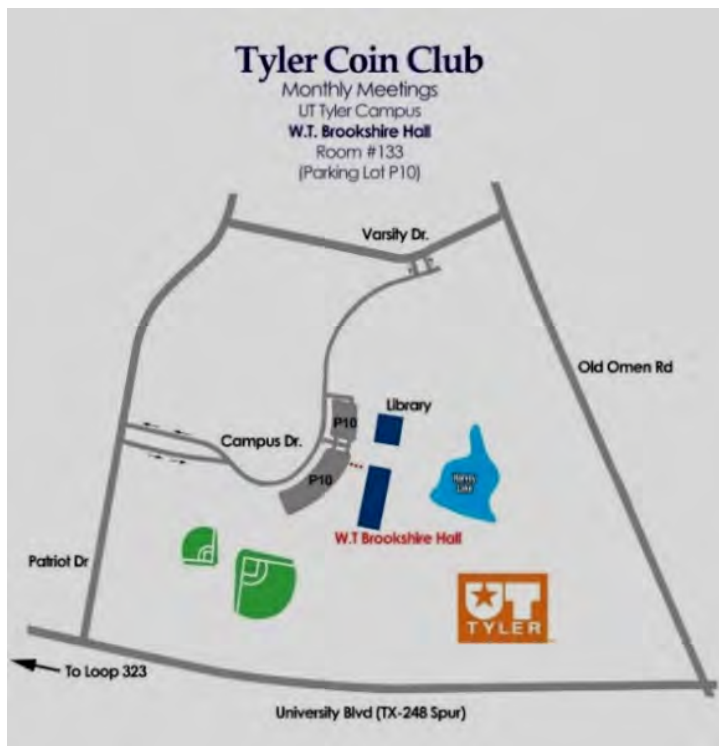 Tyler Coin Club
Monthly Meetings
UT Tyler Campus
W.T. Brookshire Hall
Room #133
(Parking Lot P10)
Varsity Dr.
Old Omen Rd
Library
P10
Campus Dr.
P10
Harvey
Lake
W.T Brookshire Hall
Patriot Dr
UT
TYLER
To Loop 323
University Blvd (TX-248 Spur)